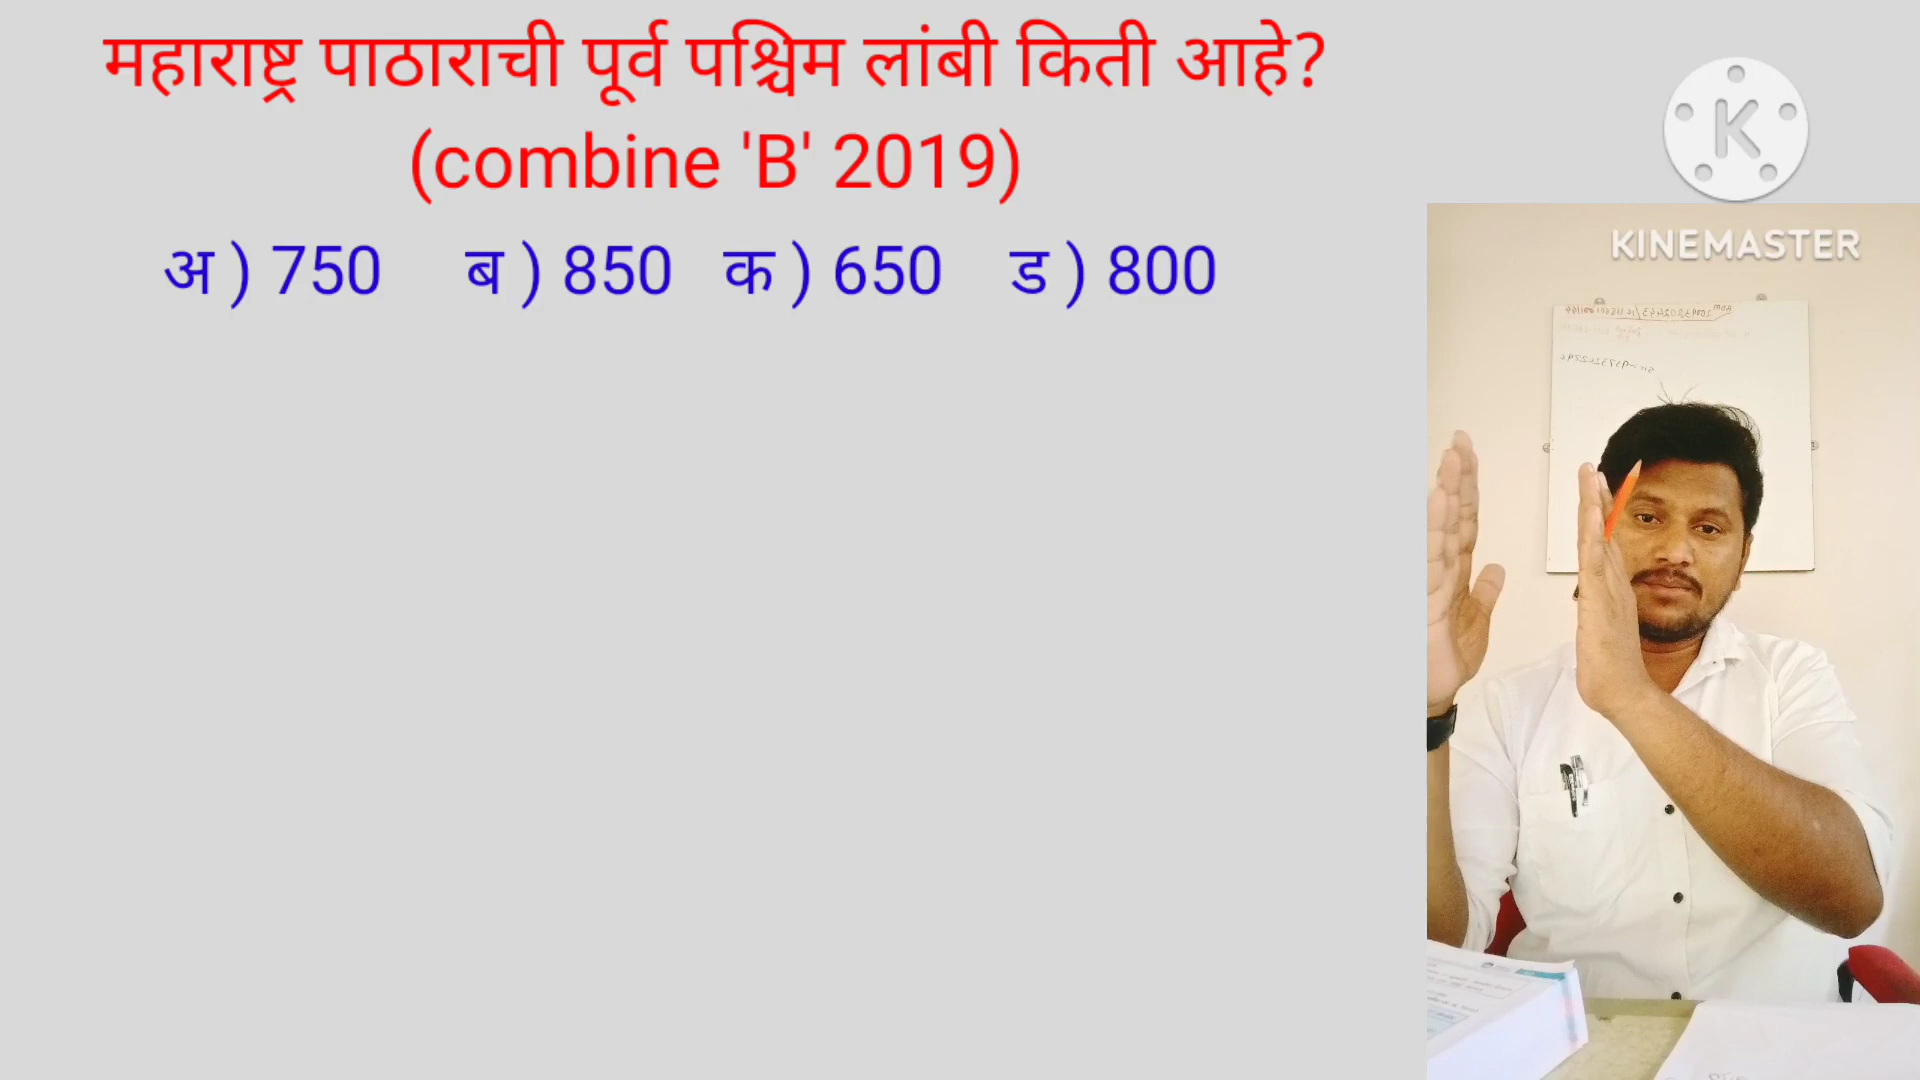 महाराष्ट्र पाठाराची पूर्व पश्चिम लांबी किती आहे?
(combine 'B' 2019)
अ ) 750 ब ) 850 क ) 650 ड ) 800
K
KINEMASTER